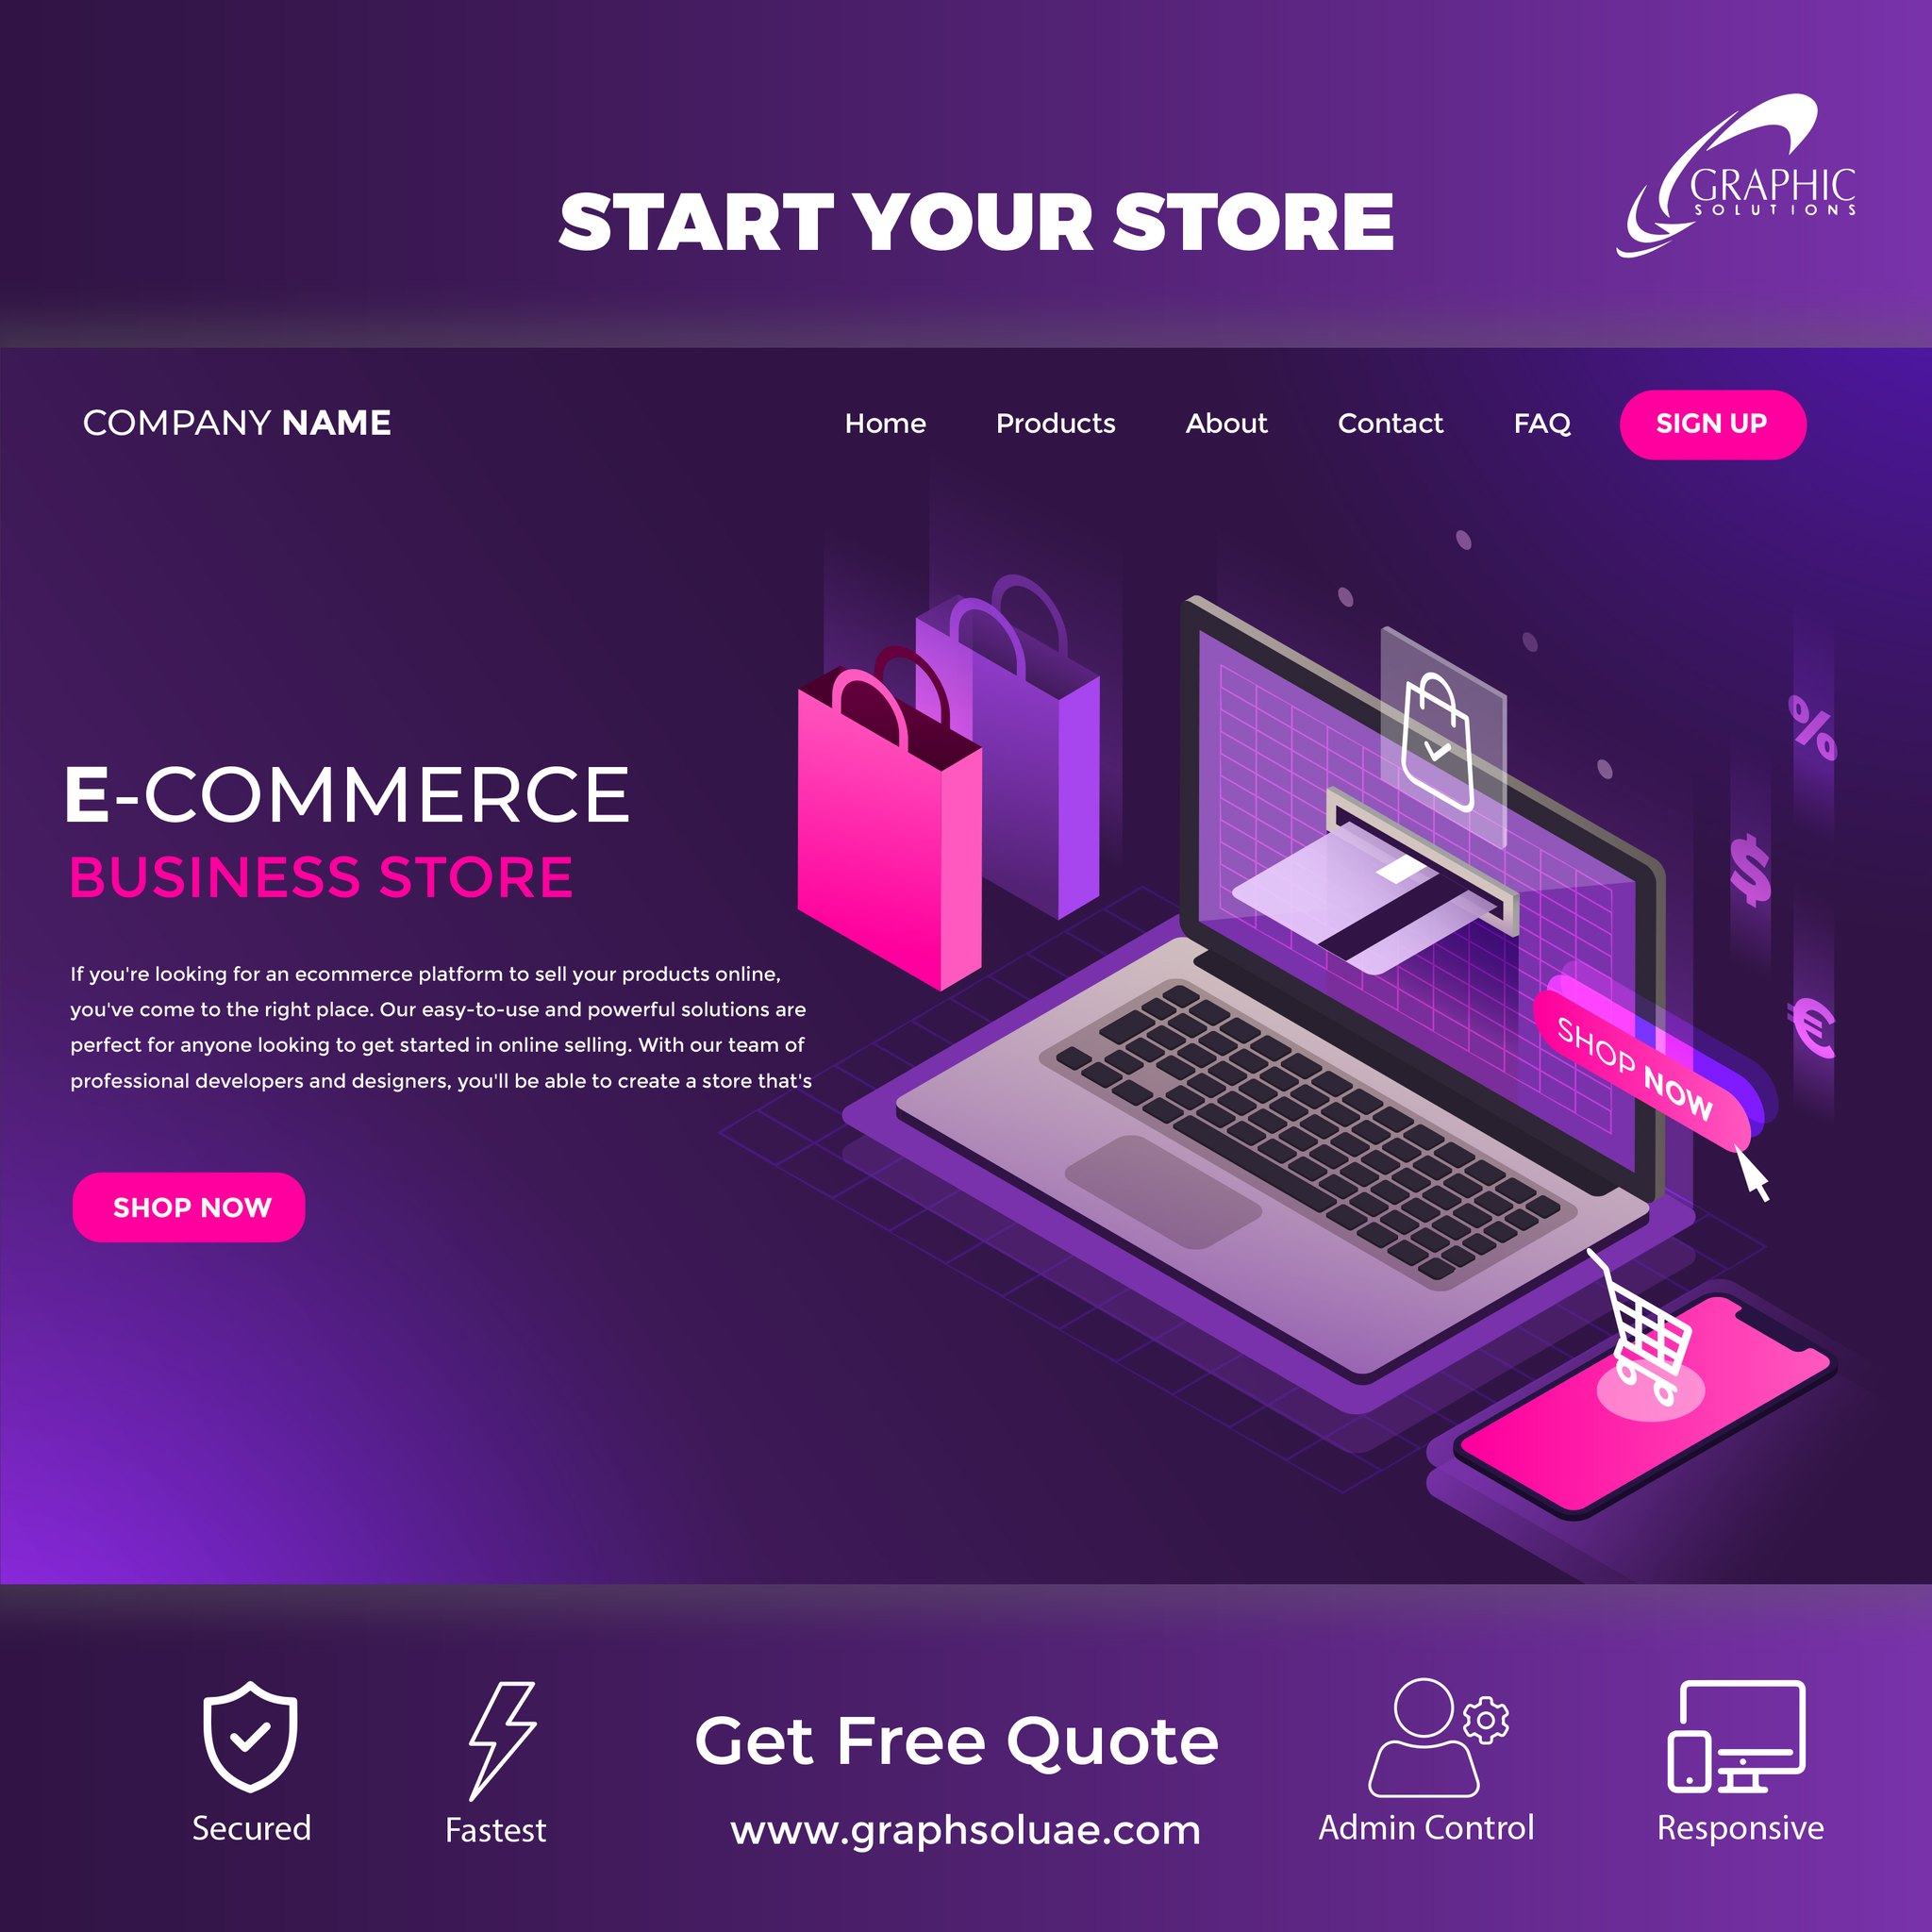 START YOUR STORE
GRAPHIC
SOLUTIONS
COMPANY NAME
Home Products About Contact FAQ SIGN UP
E-COMMERCE
BUSINESS STORE
If you're looking for an ecommerce platform to sell your products online,
you've come to the right place. Our easy-to-use and powerful solutions are
perfect for anyone looking to get started in online selling. With our team of
professional developers and designers, you'll be able to create a store that's
SHOP NOW
%
$
€
SHOP NOW
Secured
Fastest
Get Free Quote
www.graphsoluae.com
Admin Control
Responsive